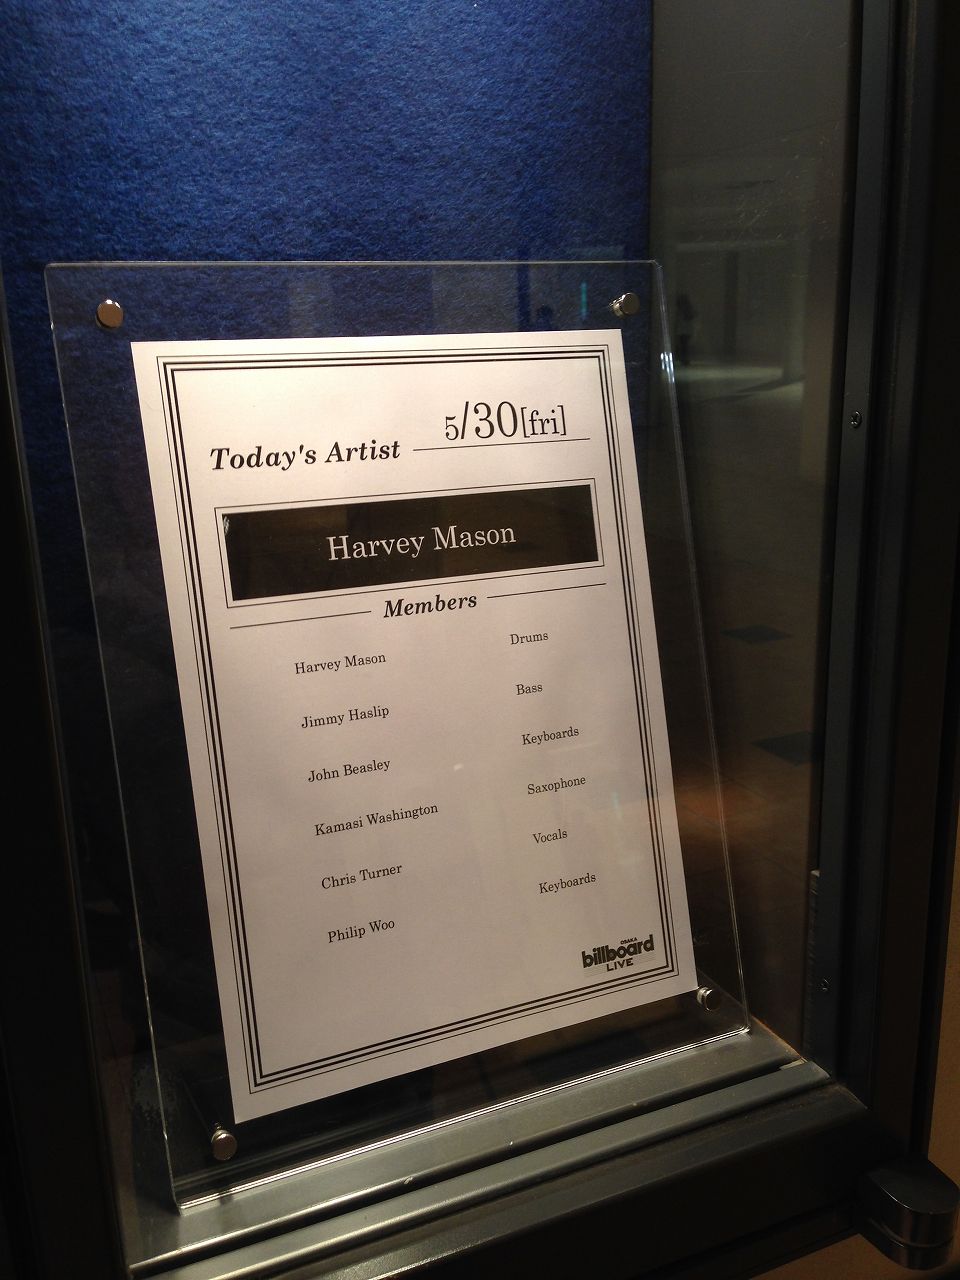 5/30[fri]
Today's Artist
Harvey Mason
Members
Harvey Mason Drums
Jimmy Haslip Bass
John Beasley Keyboards
Kamasi Washington Saxophone
Chris Turner Vocals
Philip Woo Keyboards
OSAKA
billboard
LIVE